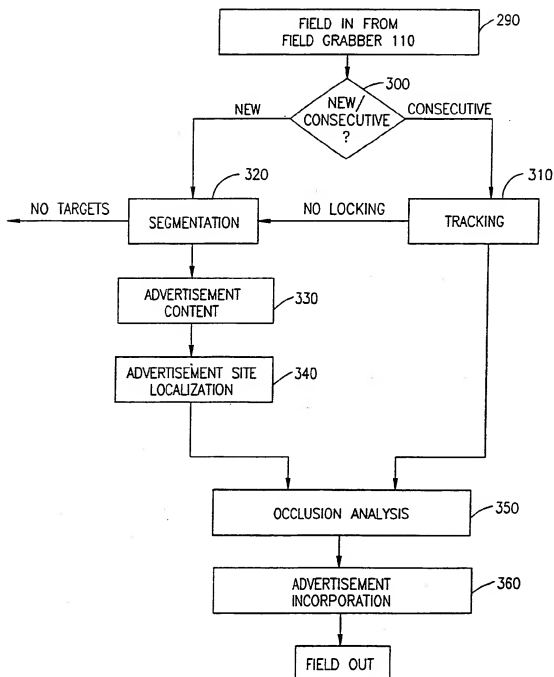 FIELD IN FROM
FIELD GRABBER 110
290
300
NEW/
CONSECUTIVE
?
NEW
CONSECUTIVE
320
310
NO TARGETS
SEGMENTATION
NO LOCKING
TRACKING
ADVERTISEMENT
CONTENT
330
ADVERTISEMENT SITE
LOCALIZATION
340
OCCLUSION ANALYSIS
350
ADVERTISEMENT
INCORPORATION
360
FIELD OUT